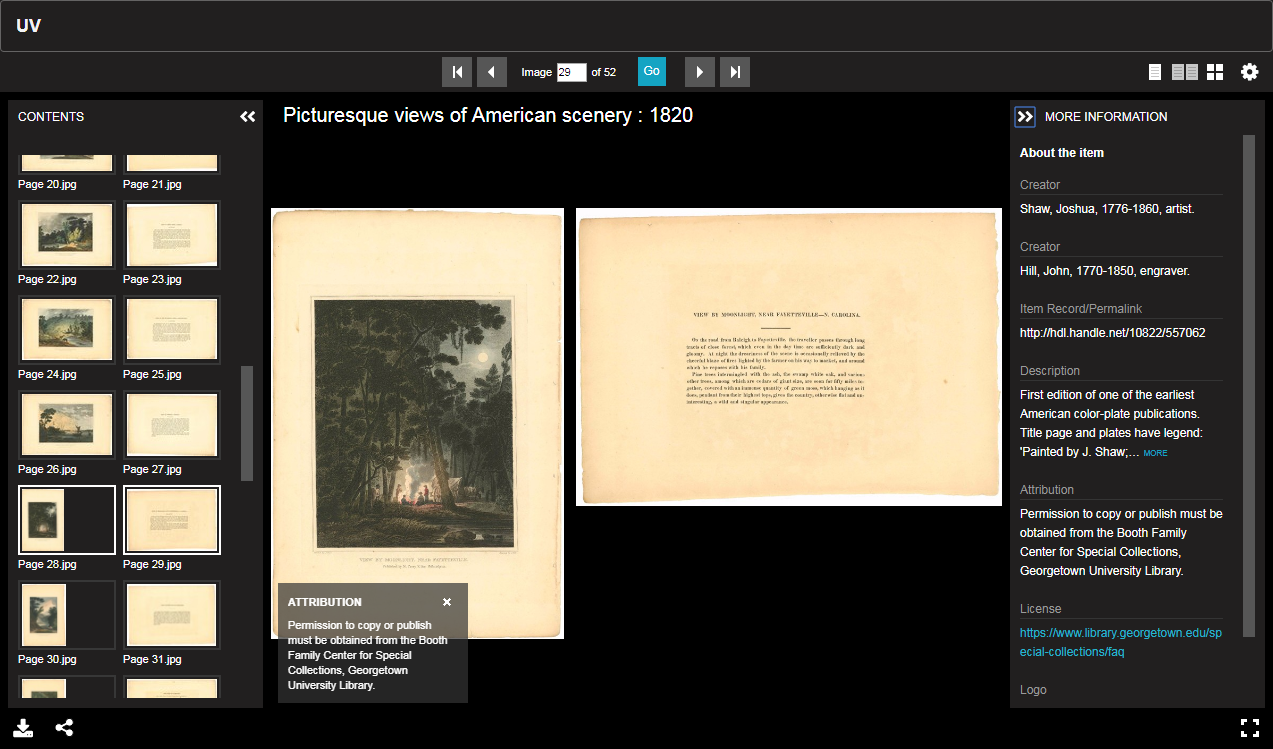 UV
Image 29 of 52 Go
CONTENTS
Page 20.jpg
Page 21.jpg
Page 22.jpg
Page 23.jpg
Page 24.jpg
Page 25.jpg
Page 26.jpg
Page 27.jpg
Page 28.jpg
Page 29.jpg
Page 30.jpg
Page 31.jpg
Picturesque views of American scenery : 1820
VIEW BY MOONLIGHT, NEAR FAYETTEVILLE
VIEW BY MOONLIGHT, NEAR FAYETTEVILLE—N. CAROLINA.
On the road from Raleigh to Fayetteville, the traveller passes through long
tracts of close forest, which even in the day time are sufficiently dark and
gloomy. At night the dreariness of the scene is occasionally relieved by the
cheerful blaze of fires lighted by the farmer on his way to market, and around
which he reposes with his family.
Pine trees intermingled with the ash, the swamp white oak, and various
other trees, among which are cedars of giant size, are seen for fifty miles to-
gether, covered with an immense quantity of green moss, which hanging as it
does, pendant from their highest tops, gives the country, otherwise flat and un-
interesting, a wild and singular appearance.
ATTRIBUTION
Permission to copy or publish
must be obtained from the Booth
Family Center for Special
Collections, Georgetown
University Library.
MORE INFORMATION
About the item
Creator
Shaw, Joshua, 1776-1860, artist.
Creator
Hill, John, 1770-1850, engraver.
Item Record/Permalink
http://hdl.handle.net/10822/557062
Description
First edition of one of the earliest
American color-plate publications.
Title page and plates have legend:
'Painted by J. Shaw;... MORE
Attribution
Permission to copy or publish must be
obtained from the Booth Family
Center for Special Collections,
Georgetown University Library.
License
https://www.library.georgetown.edu/sp
ecial-collections/faq
Logo